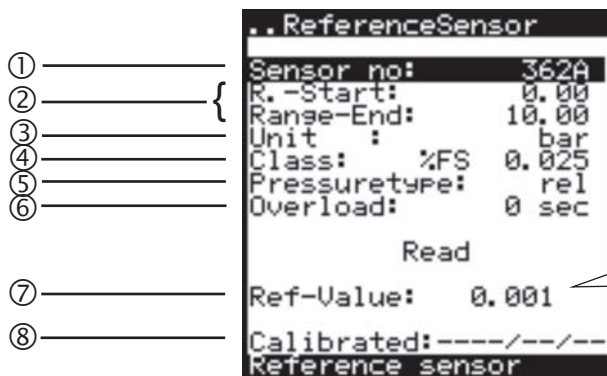 ..ReferenceSensor
① Sensor no: 362A
② { R.-Start: 0.00
Range-End: 10.00
③ Unit : bar
④ Class: %FS 0.025
⑤ Pressuretype: rel
⑥ Overload: 0 sec
Read
⑦ Ref-Value: 0.001
⑧ Calibrated:----/--/--
Reference sensor